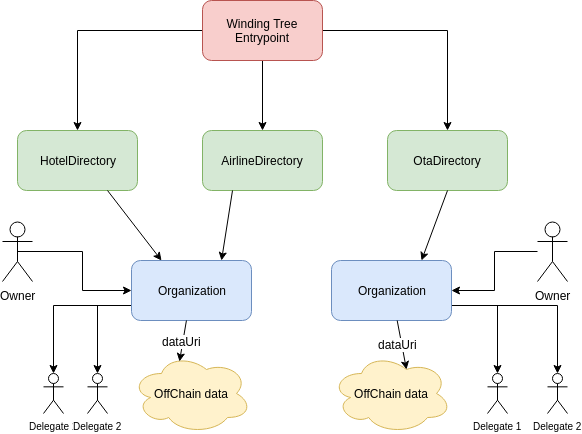 Winding Tree
Entrypoint
HotelDirectory
AirlineDirectory
OtaDirectory
Owner
Organization
Organization
Owner
dataUri
dataUri
OffChain data
OffChain data
Delegate
Delegate 2
Delegate 1
Delegate 2